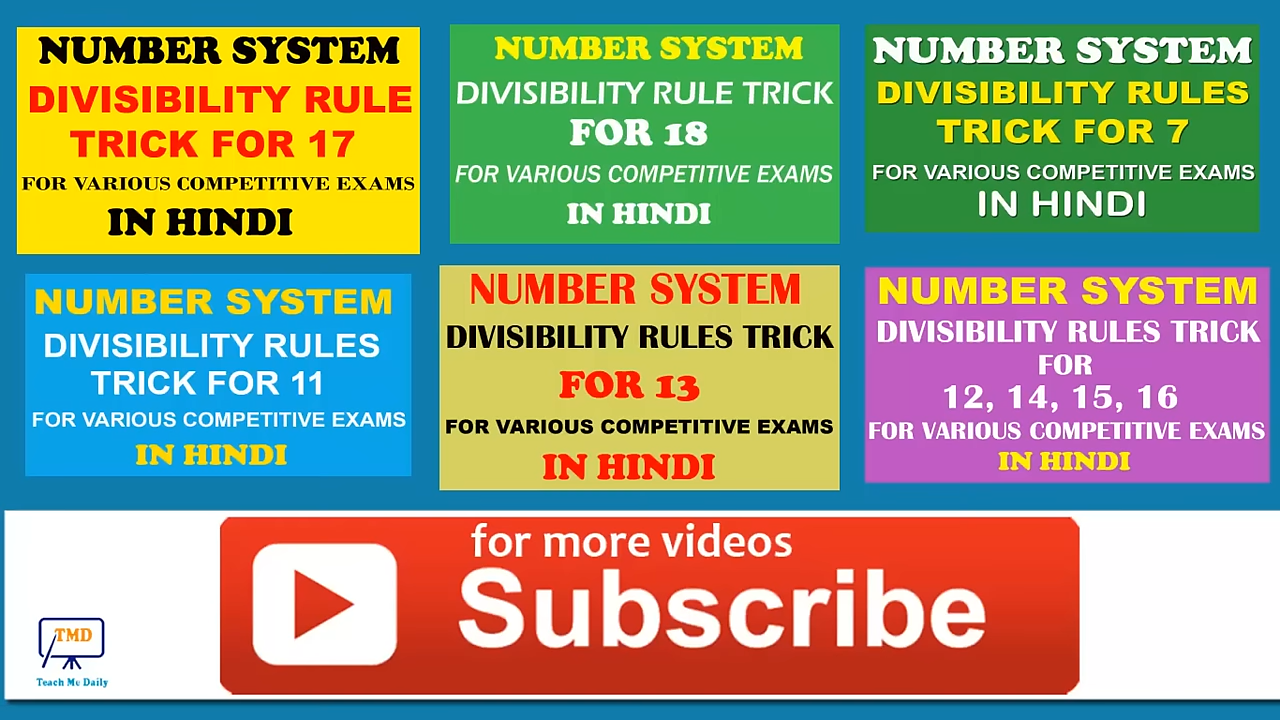 NUMBER SYSTEM
DIVISIBILITY RULE
TRICK FOR 17
FOR VARIOUS COMPETITIVE EXAMS
IN HINDI
NUMBER SYSTEM
DIVISIBILITY RULE TRICK
FOR 18
FOR VARIOUS COMPETITIVE EXAMS
IN HINDI
NUMBER SYSTEM
DIVISIBILITY RULES
TRICK FOR 7
FOR VARIOUS COMPETITIVE EXAMS
IN HINDI
NUMBER SYSTEM
DIVISIBILITY RULES
TRICK FOR 11
FOR VARIOUS COMPETITIVE EXAMS
IN HINDI
NUMBER SYSTEM
DIVISIBILITY RULES TRICK
FOR 13
FOR VARIOUS COMPETITIVE EXAMS
IN HINDI
NUMBER SYSTEM
DIVISIBILITY RULES TRICK
FOR
12, 14, 15, 16
FOR VARIOUS COMPETITIVE EXAMS
IN HINDI
for more videos
Subscribe
TMD
Teach Me Daily